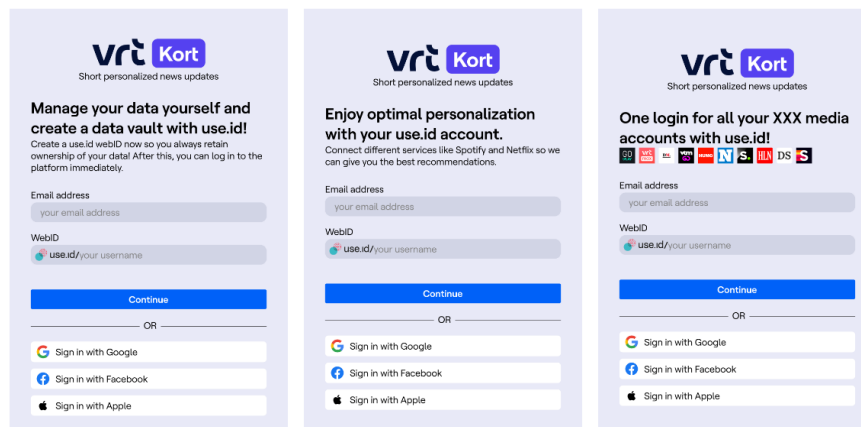 vrt Kort
Short personalized news updates
Manage your data yourself and
create a data vault with use.id!
Create a use.id webID now so you always retain
ownership of your data! After this, you can log in to the
platform immediately.
Email address
your email address
WebID
use.id/your username
Continue
OR
Sign in with Google
Sign in with Facebook
Sign in with Apple
vrt Kort
Short personalized news updates
Enjoy optimal personalization
with your use.id account.
Connect different services like Spotify and Netflix so we
can give you the best recommendations.
Email address
your email address
WebID
use.id/your username
Continue
OR
Sign in with Google
Sign in with Facebook
Sign in with Apple
vrt Kort
Short personalized news updates
One login for all your XXX media
accounts with use.id!
GO vrt vtm N S. HLN DS S
Email address
your email address
WebID
use.id/your username
Continue
OR
Sign in with Google
Sign in with Facebook
Sign in with Apple